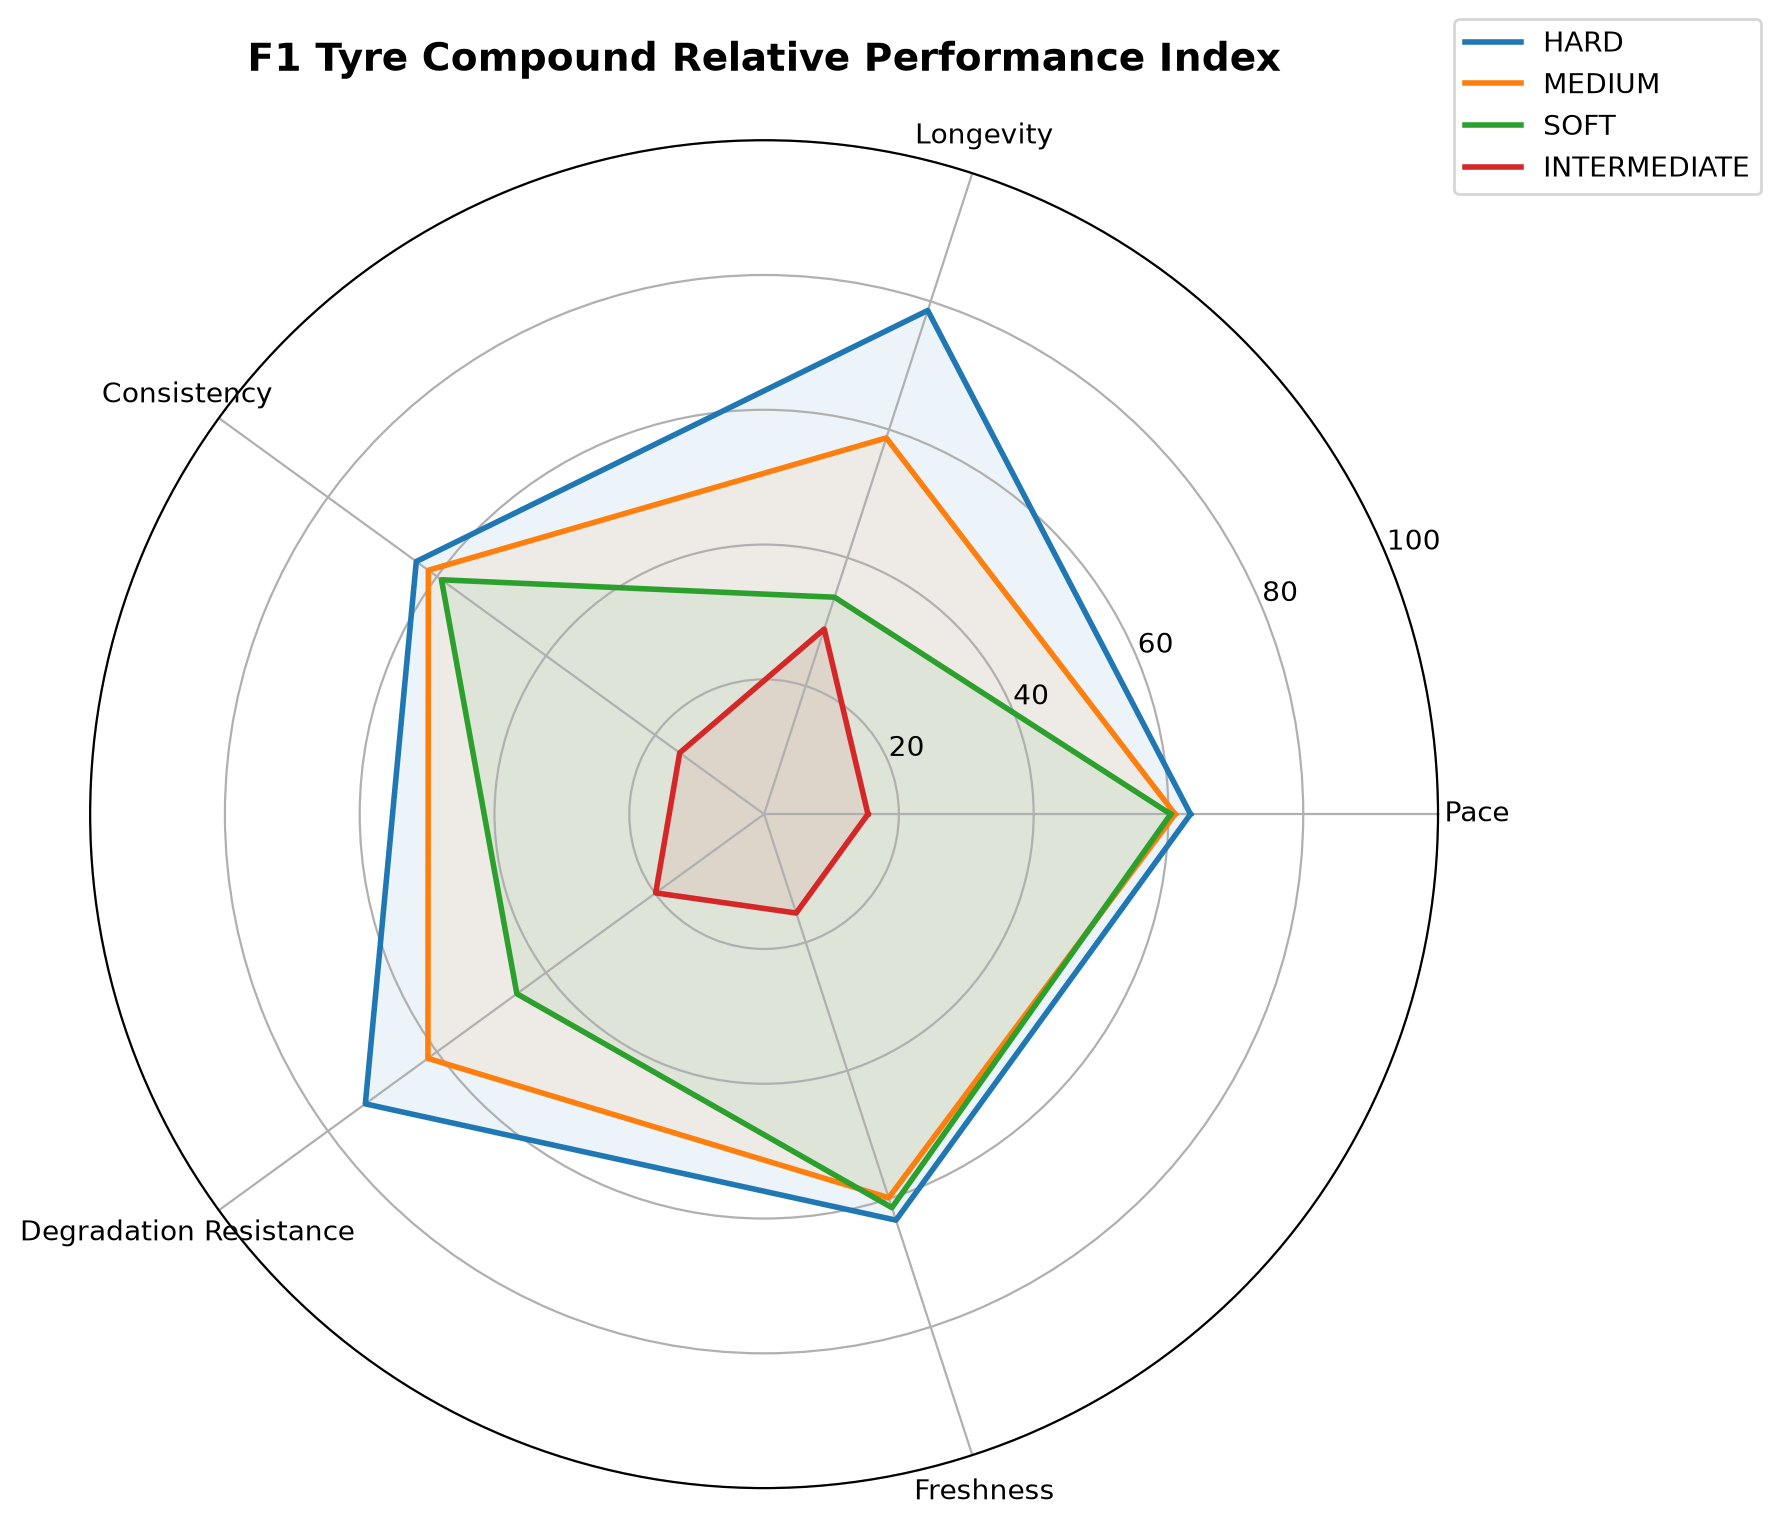 F1 Tyre Compound Relative Performance Index
HARD
MEDIUM
SOFT
INTERMEDIATE
Longevity
Consistency
100
80
60
40
20
Pace
Degradation Resistance
Freshness